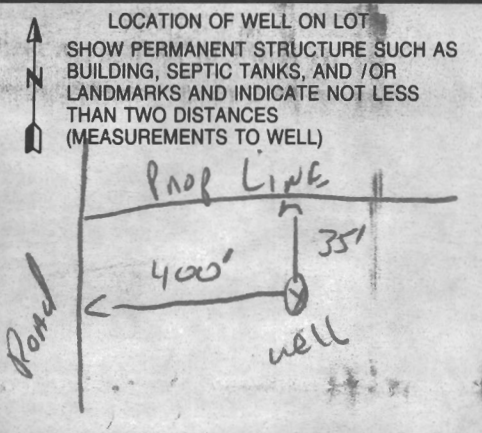 LOCATION OF WELL ON LOT
SHOW PERMANENT STRUCTURE SUCH AS
BUILDING, SEPTIC TANKS, AND /OR
LANDMARKS AND INDICATE NOT LESS
THAN TWO DISTANCES
(MEASUREMENTS TO WELL)
N
PROP LINE
35'
400'
ROAD
X
well